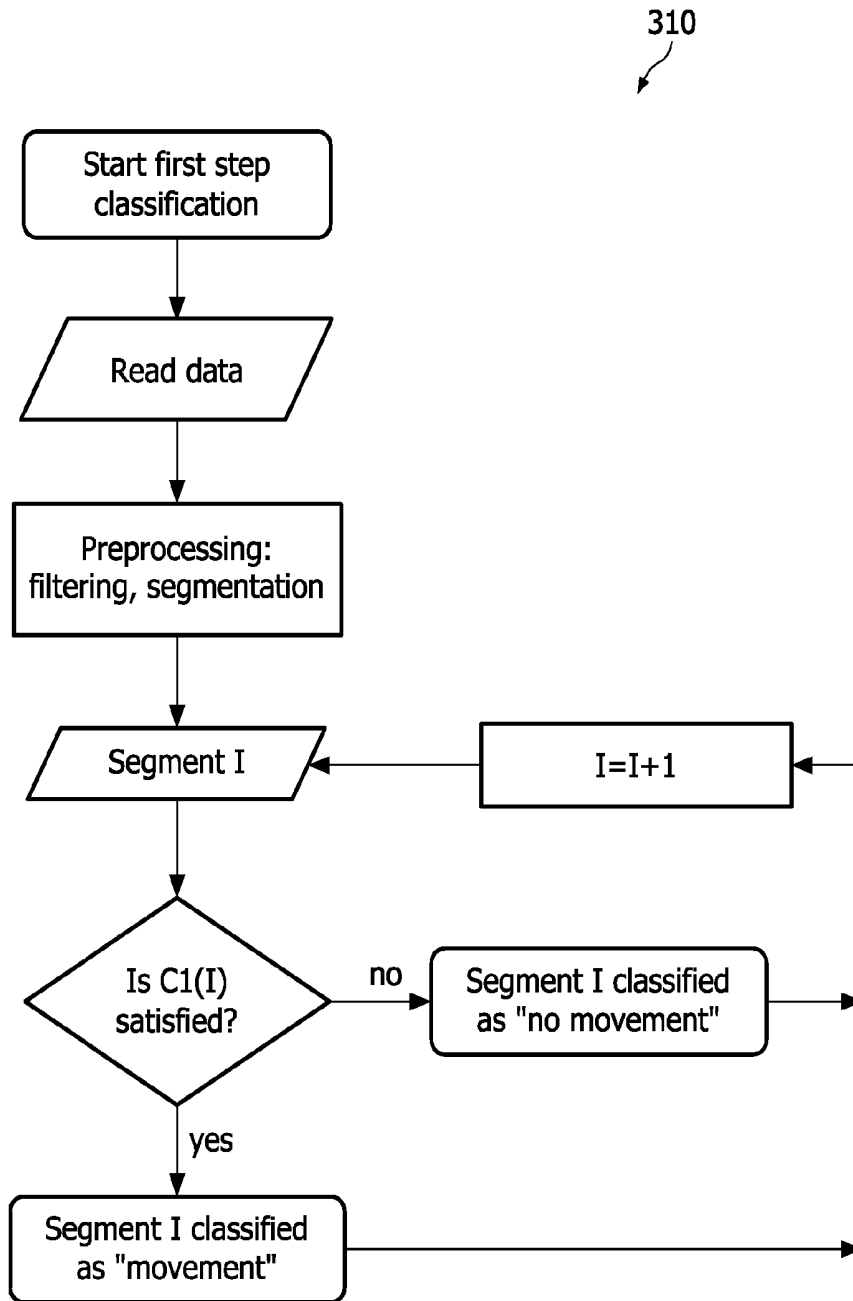 310
Start first step
classification
Read data
Preprocessing:
filtering, segmentation
Segment I
I=I+1
Is C1(I)
satisfied?
no
Segment I classified
as "no movement"
yes
Segment I classified
as "movement"